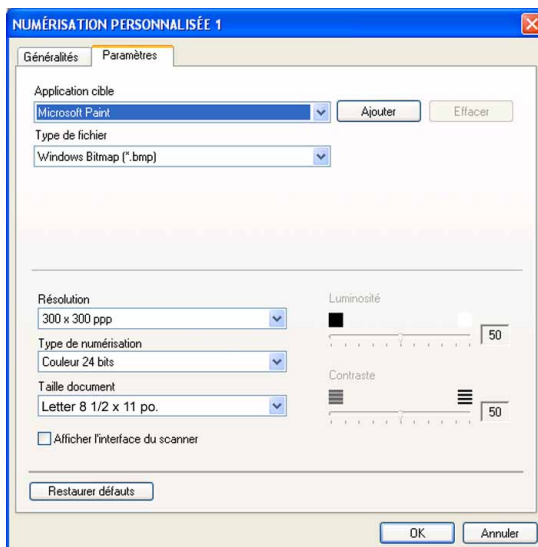 NUMÉRISATION PERSONNALISÉE 1
Généralités Paramètres
Application cible
Microsoft Paint Ajouter Effacer
Type de fichier
Windows Bitmap (*.bmp)
Résolution Luminosité
300 x 300 ppp
50
Type de numérisation
Couleur 24 bits
Contraste
Taille document
Letter 8 1/2 x 11 po.
50
Afficher l'interface du scanner
Restaurer défauts
OK Annuler